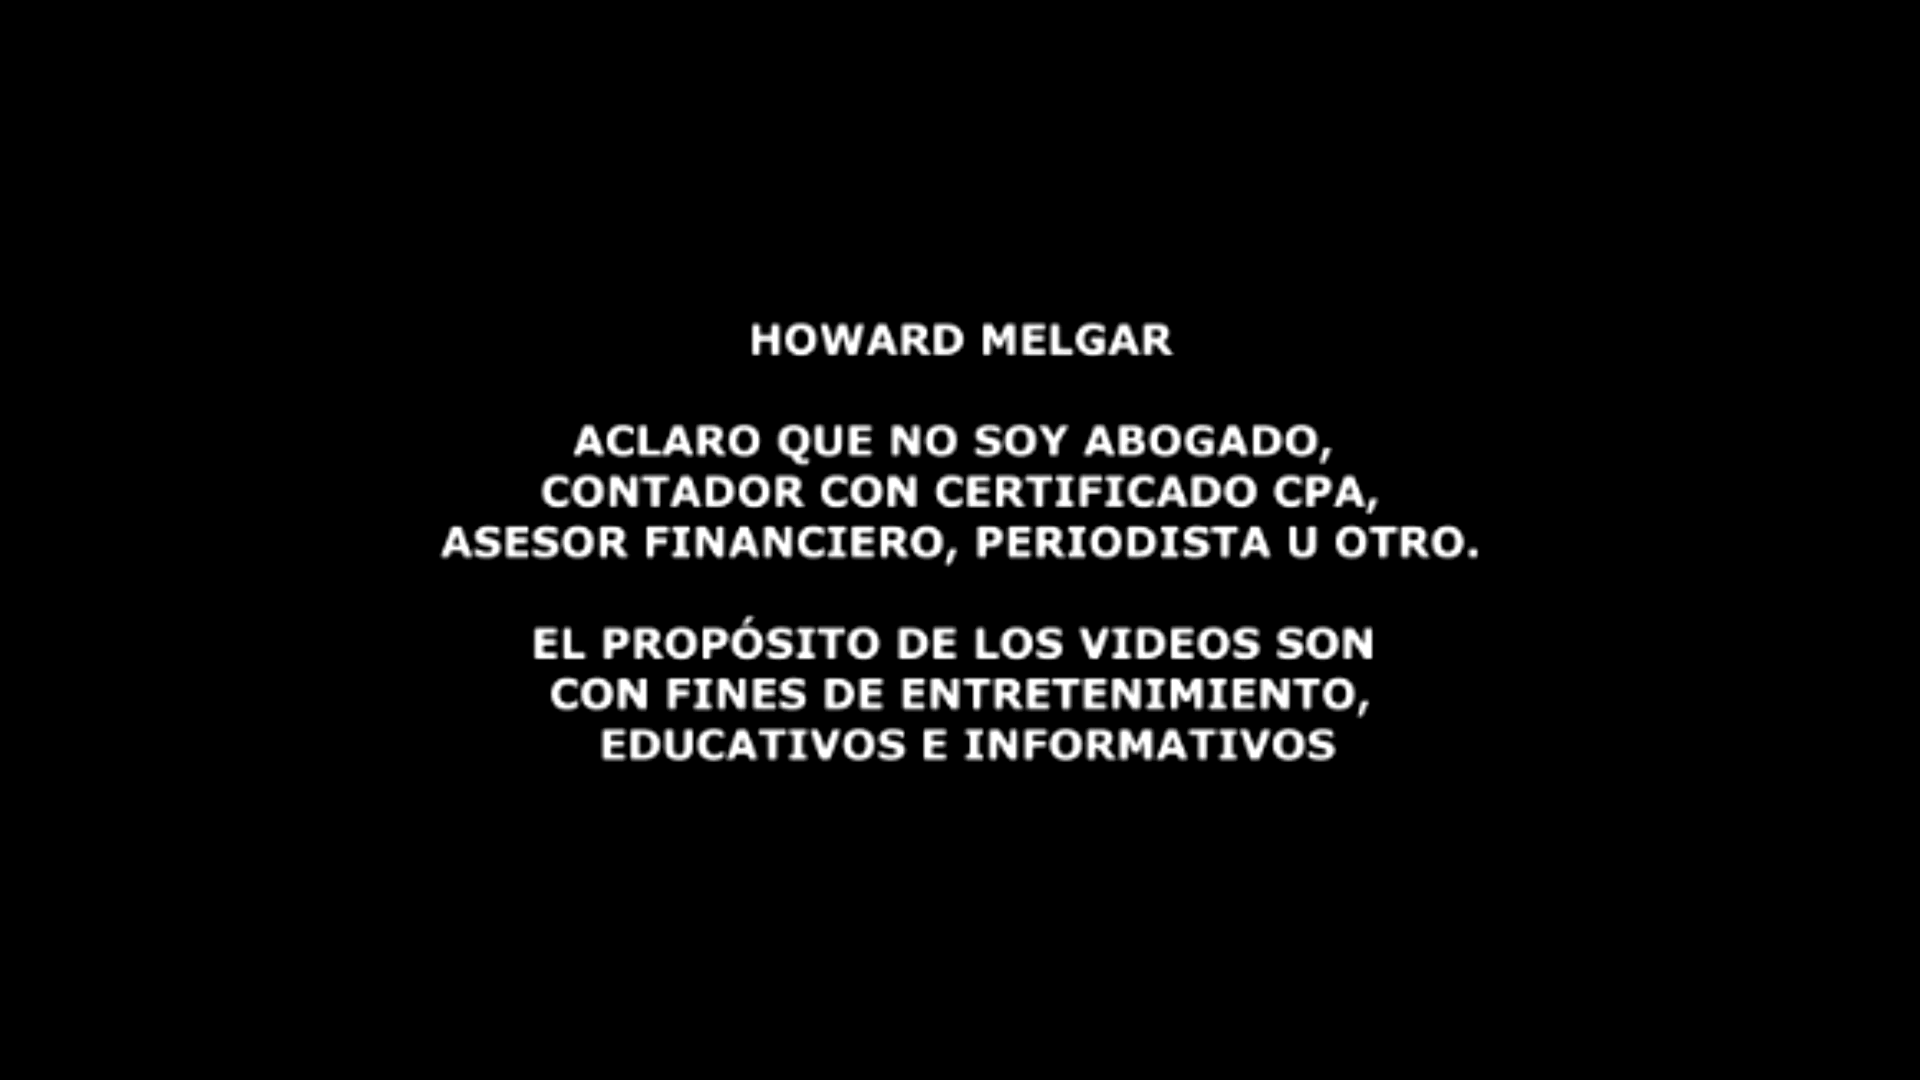 HOWARD MELGAR
ACLARO QUE NO SOY ABOGADO,
CONTADOR CON CERTIFICADO CPA,
ASESOR FINANCIERO, PERIODISTA U OTRO.
EL PROPÓSITO DE LOS VIDEOS SON
CON FINES DE ENTRETENIMIENTO,
EDUCATIVOS E INFORMATIVOS